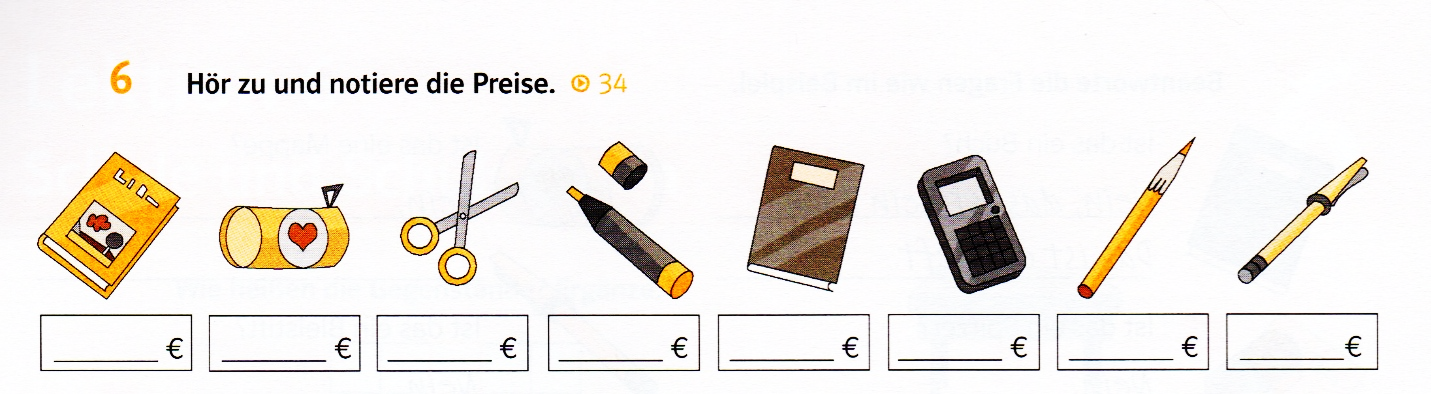 6 Hör zu und notiere die Preise. 34
€ € € € € € € €